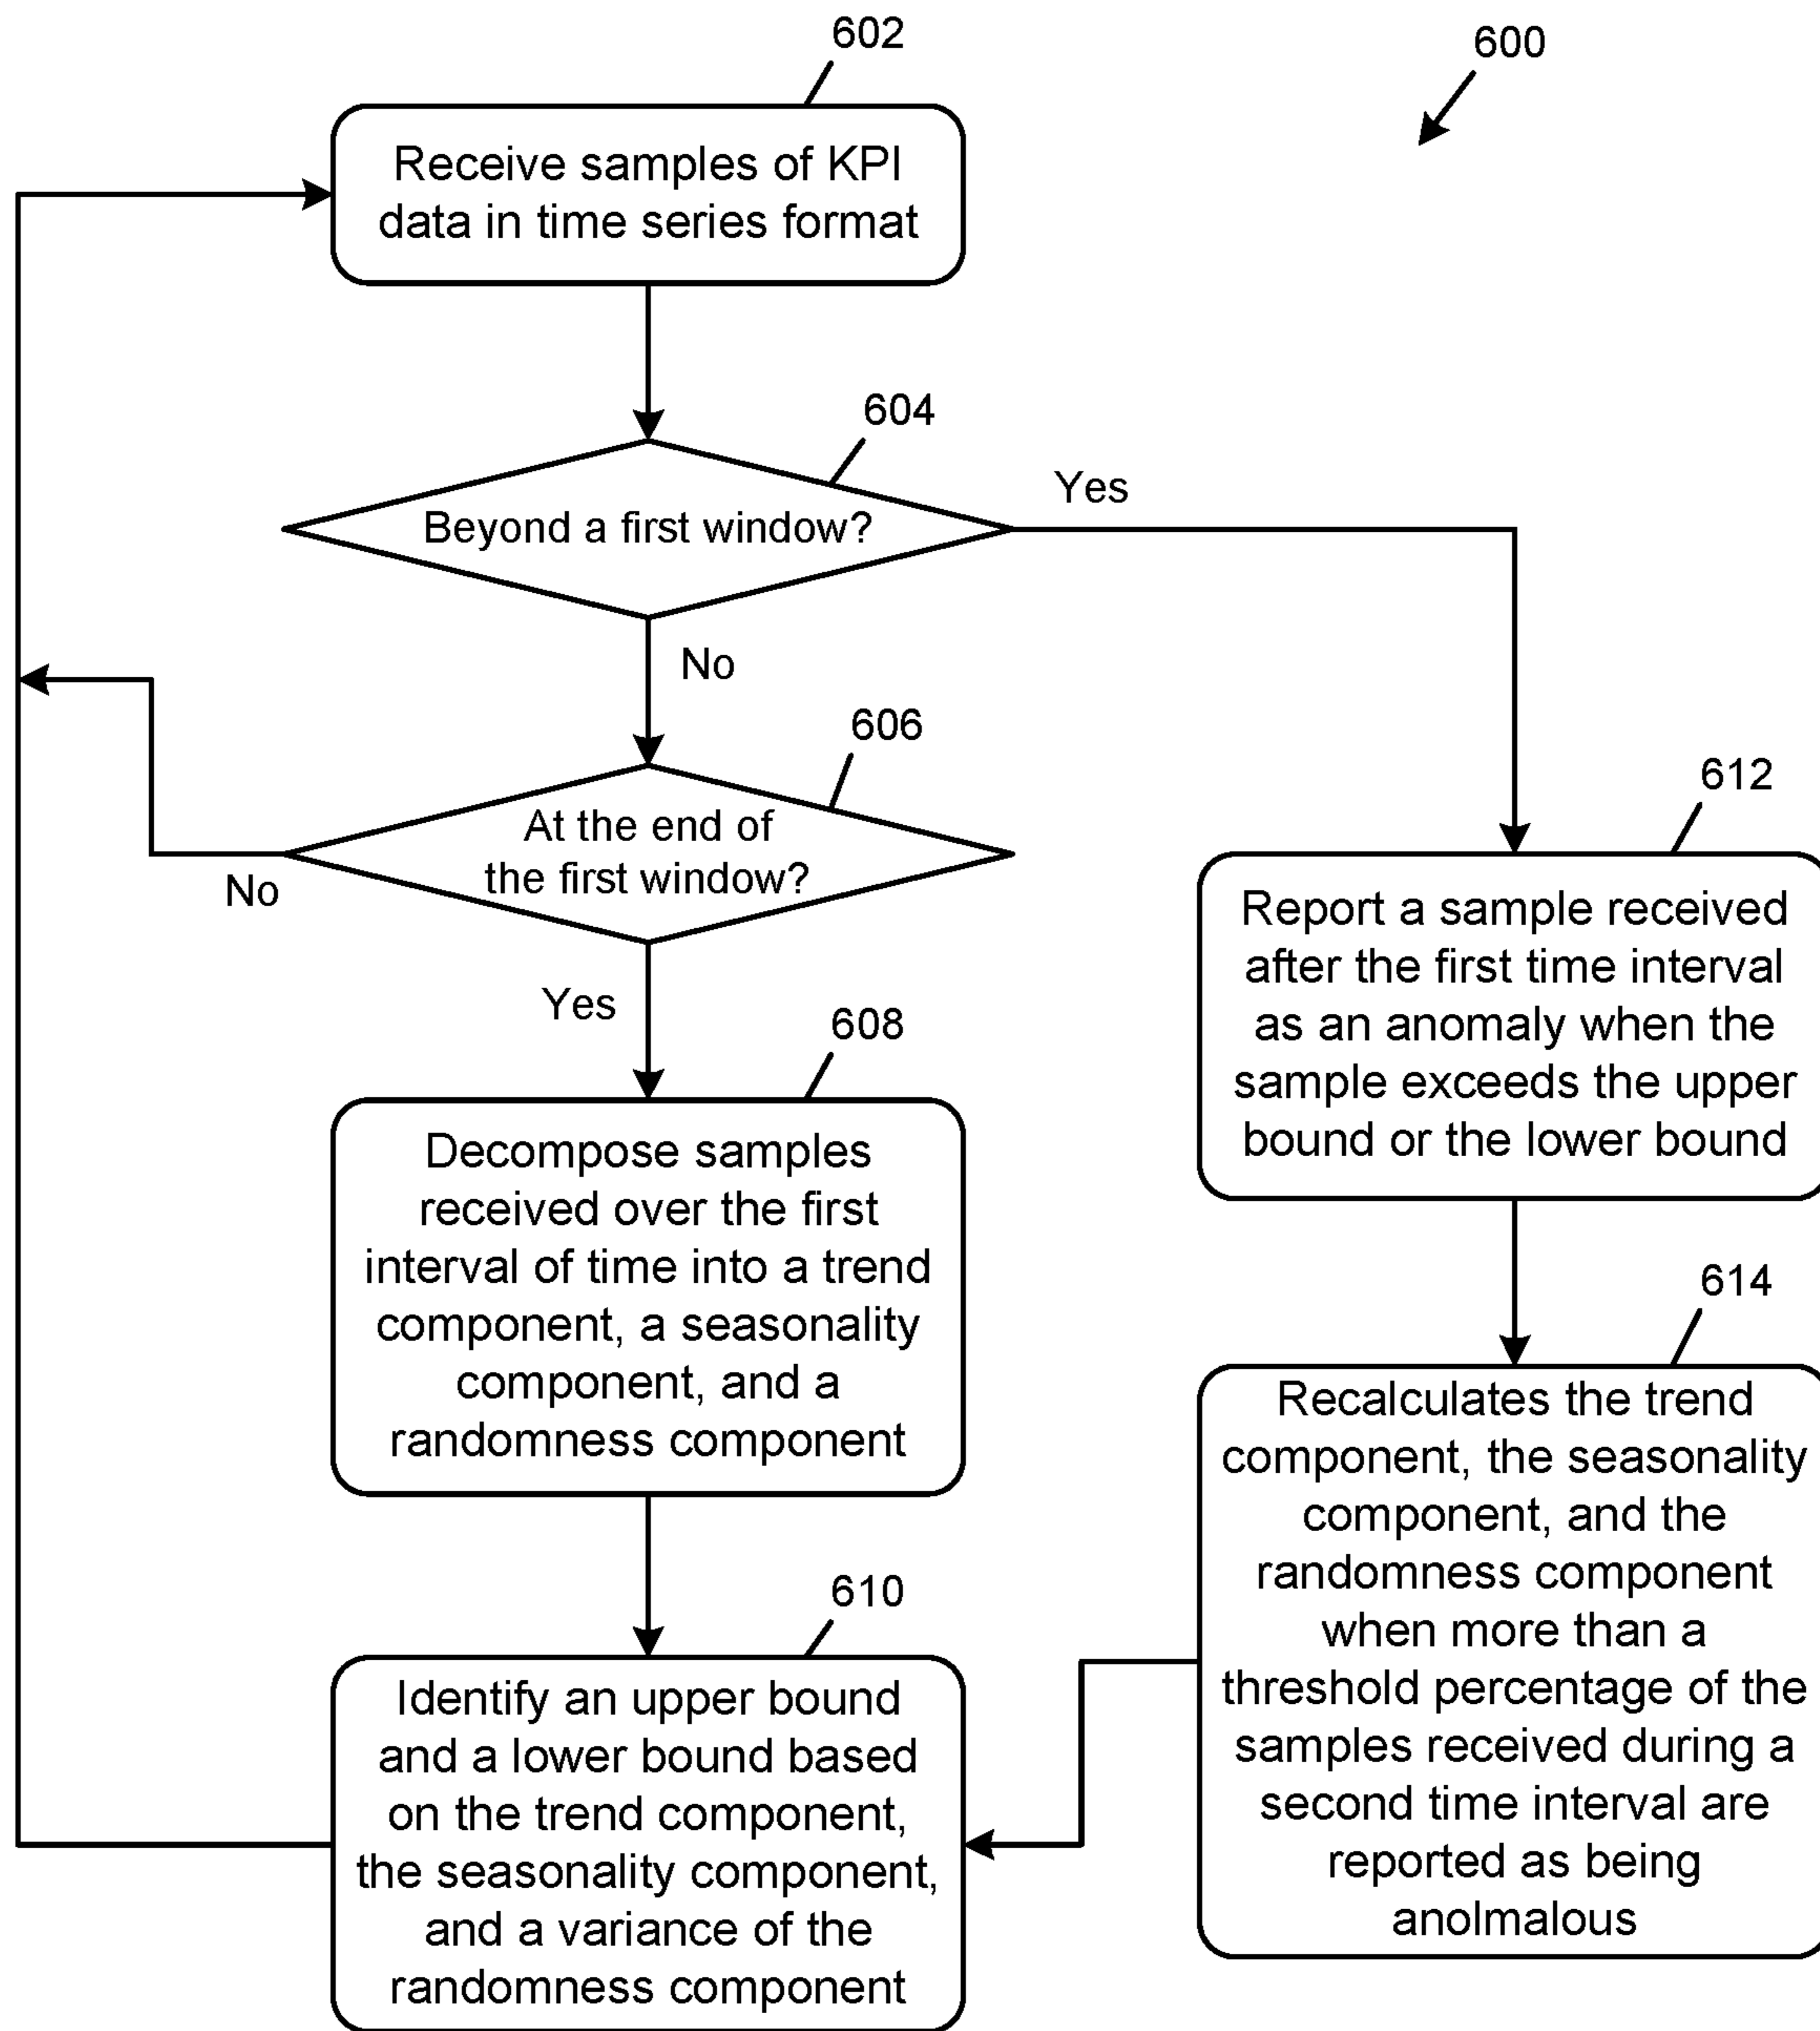 602
600
Receive samples of KPI
data in time series format
604
Beyond a first window?
Yes
No
606
At the end of
the first window?
No
Yes
612
Report a sample received
after the first time interval
as an anomaly when the
sample exceeds the upper
bound or the lower bound
608
Decompose samples
received over the first
interval of time into a trend
component, a seasonality
component, and a
randomness component
614
Recalculates the trend
component, the seasonality
component, and the
randomness component
when more than a
threshold percentage of the
samples received during a
second time interval are
reported as being
anolmalous
610
Identify an upper bound
and a lower bound based
on the trend component,
the seasonality component,
and a variance of the
randomness component